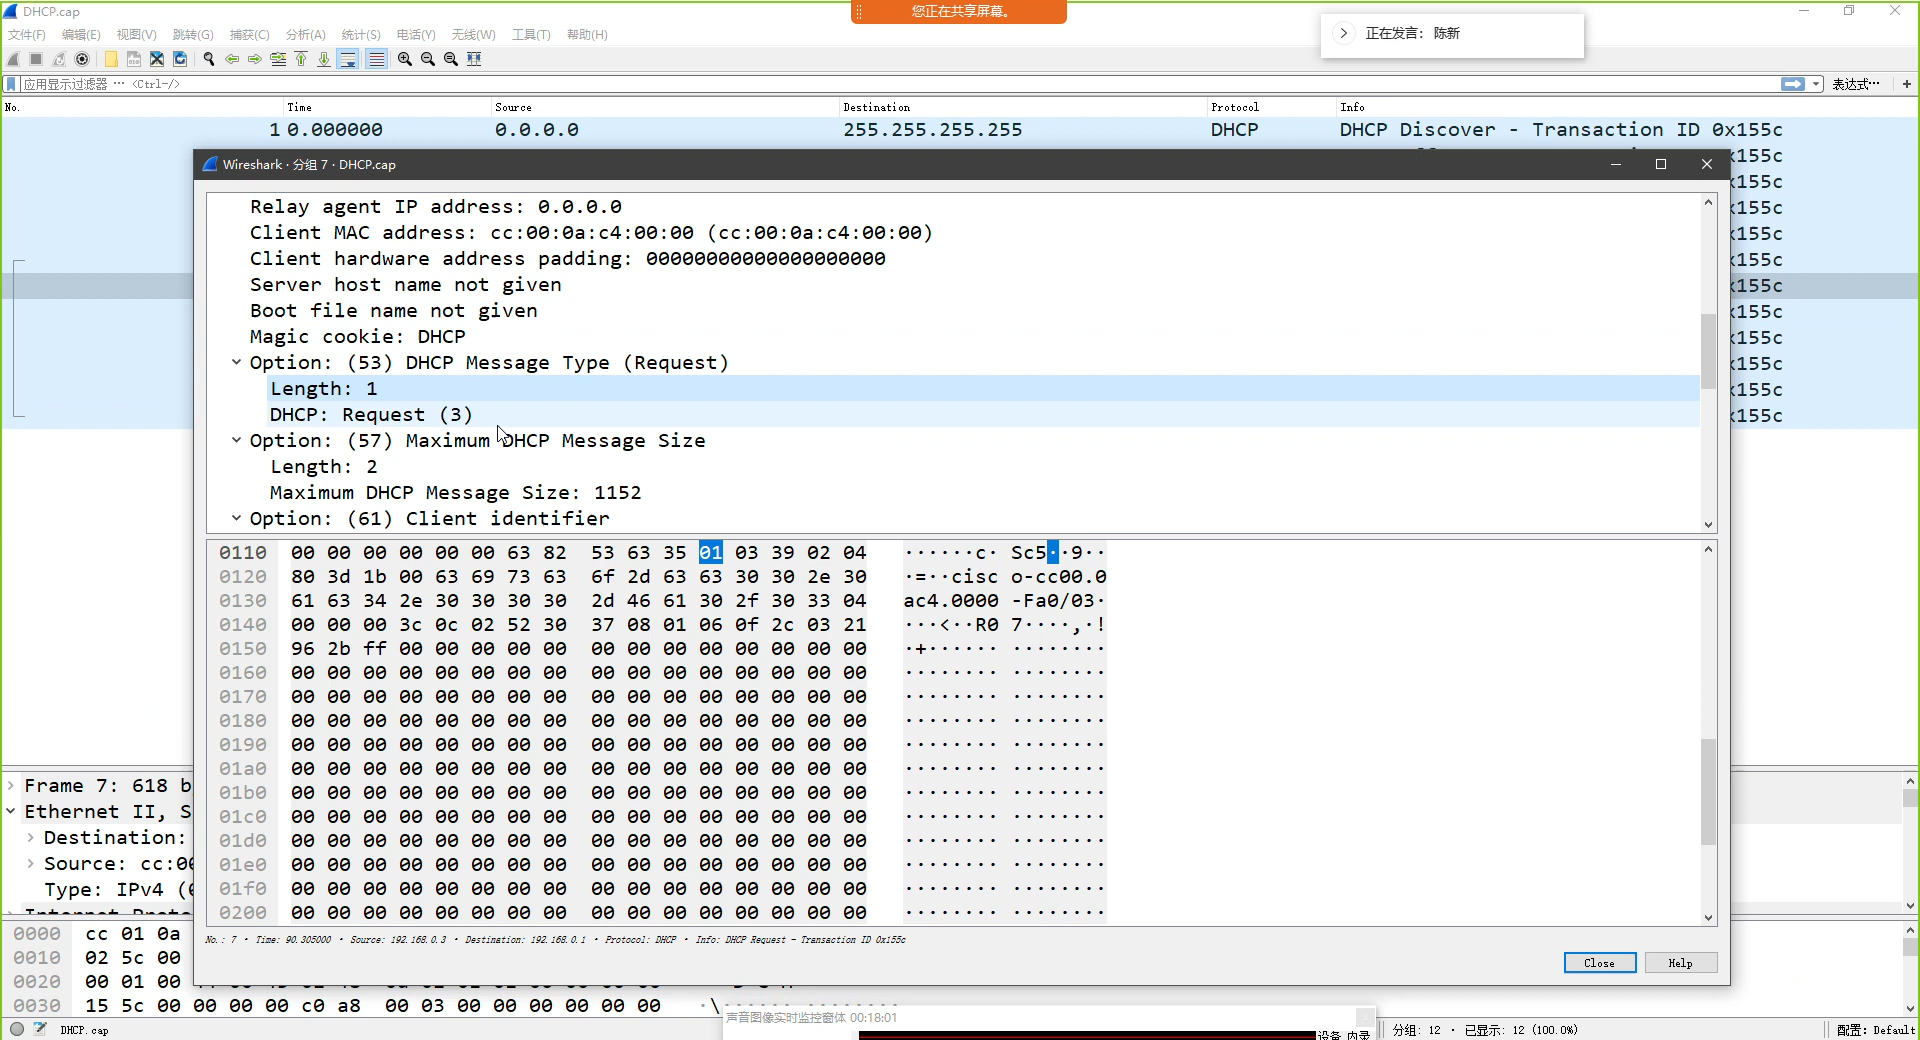 DHCP.cap
您正在共享屏幕。
正在发言: 陈新
文件(F) 编辑(E) 视图(V) 跳转(G) 捕获(C) 分析(A) 统计(S) 电话(Y) 无线(W) 工具(T) 帮助(H)
应用显示过滤器 … <Ctrl-/>
表达式…
No. Time Source Destination Protocol Info
1 0.000000 0.0.0.0 255.255.255.255 DHCP DHCP Discover - Transaction ID 0x155c
Wireshark · 分组 7 · DHCP.cap
x155c
x155c
x155c
x155c
x155c
x155c
x155c
x155c
x155c
x155c
x155c
Relay agent IP address: 0.0.0.0
Client MAC address: cc:00:0a:c4:00:00 (cc:00:0a:c4:00:00)
Client hardware address padding: 00000000000000000000
Server host name not given
Boot file name not given
Magic cookie: DHCP
Option: (53) DHCP Message Type (Request)
Length: 1
DHCP: Request (3)
Option: (57) Maximum DHCP Message Size
Length: 2
Maximum DHCP Message Size: 1152
Option: (61) Client identifier
0110 00 00 00 00 00 00 63 82 53 63 35 01 03 39 02 04 ······c· Sc5··9··
0120 80 3d 1b 00 63 69 73 63 6f 2d 63 63 30 30 2e 30 ·=··cisc o-cc00.0
0130 61 63 34 2e 30 30 30 30 2d 46 61 30 2f 30 33 04 ac4.0000 -Fa0/03·
0140 00 00 00 3c 0c 02 52 30 37 08 01 06 0f 2c 03 21 ···<··R0 7····,·!
0150 96 2b ff 00 00 00 00 00 00 00 00 00 00 00 00 00 ·+······ ········
0160 00 00 00 00 00 00 00 00 00 00 00 00 00 00 00 00 ········ ········
0170 00 00 00 00 00 00 00 00 00 00 00 00 00 00 00 00 ········ ········
0180 00 00 00 00 00 00 00 00 00 00 00 00 00 00 00 00 ········ ········
0190 00 00 00 00 00 00 00 00 00 00 00 00 00 00 00 00 ········ ········
01a0 00 00 00 00 00 00 00 00 00 00 00 00 00 00 00 00 ········ ········
01b0 00 00 00 00 00 00 00 00 00 00 00 00 00 00 00 00 ········ ········
01c0 00 00 00 00 00 00 00 00 00 00 00 00 00 00 00 00 ········ ········
01d0 00 00 00 00 00 00 00 00 00 00 00 00 00 00 00 00 ········ ········
01e0 00 00 00 00 00 00 00 00 00 00 00 00 00 00 00 00 ········ ········
01f0 00 00 00 00 00 00 00 00 00 00 00 00 00 00 00 00 ········ ········
0200 00 00 00 00 00 00 00 00 00 00 00 00 00 00 00 00 ········ ········
No.: 7 · Time: 90.305000 · Source: 192.168.0.3 · Destination: 192.168.0.1 · Protocol: DHCP · Info: DHCP Request - Transaction ID 0x155c
Close Help
Frame 7: 618 b
Ethernet II, S
Destination:
Source: cc:00
Type: IPv4 (0
0000 cc 01 0a
0010 02 5c 00
0020 00 01 00
0030 15 5c 00 00 00 00 c0 a8 00 03 00 00 00 00 00 00 ·\······ ········
声音图像实时监控窗体 00:18:01
设备 内录
DHCP.cap
分组: 12 · 已显示: 12 (100.0%)
配置: Default